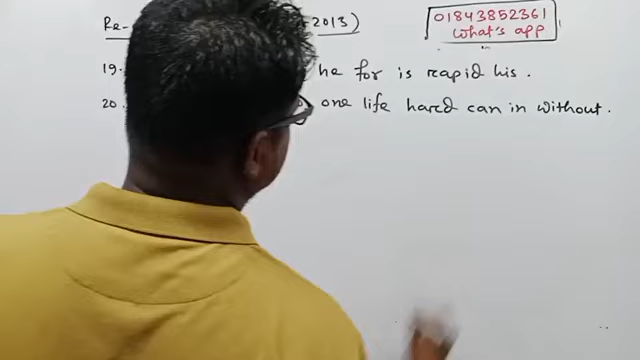 Re- 2013)
01843852361
What's app
19. he for is rapid his.
20. one life hared can in without.